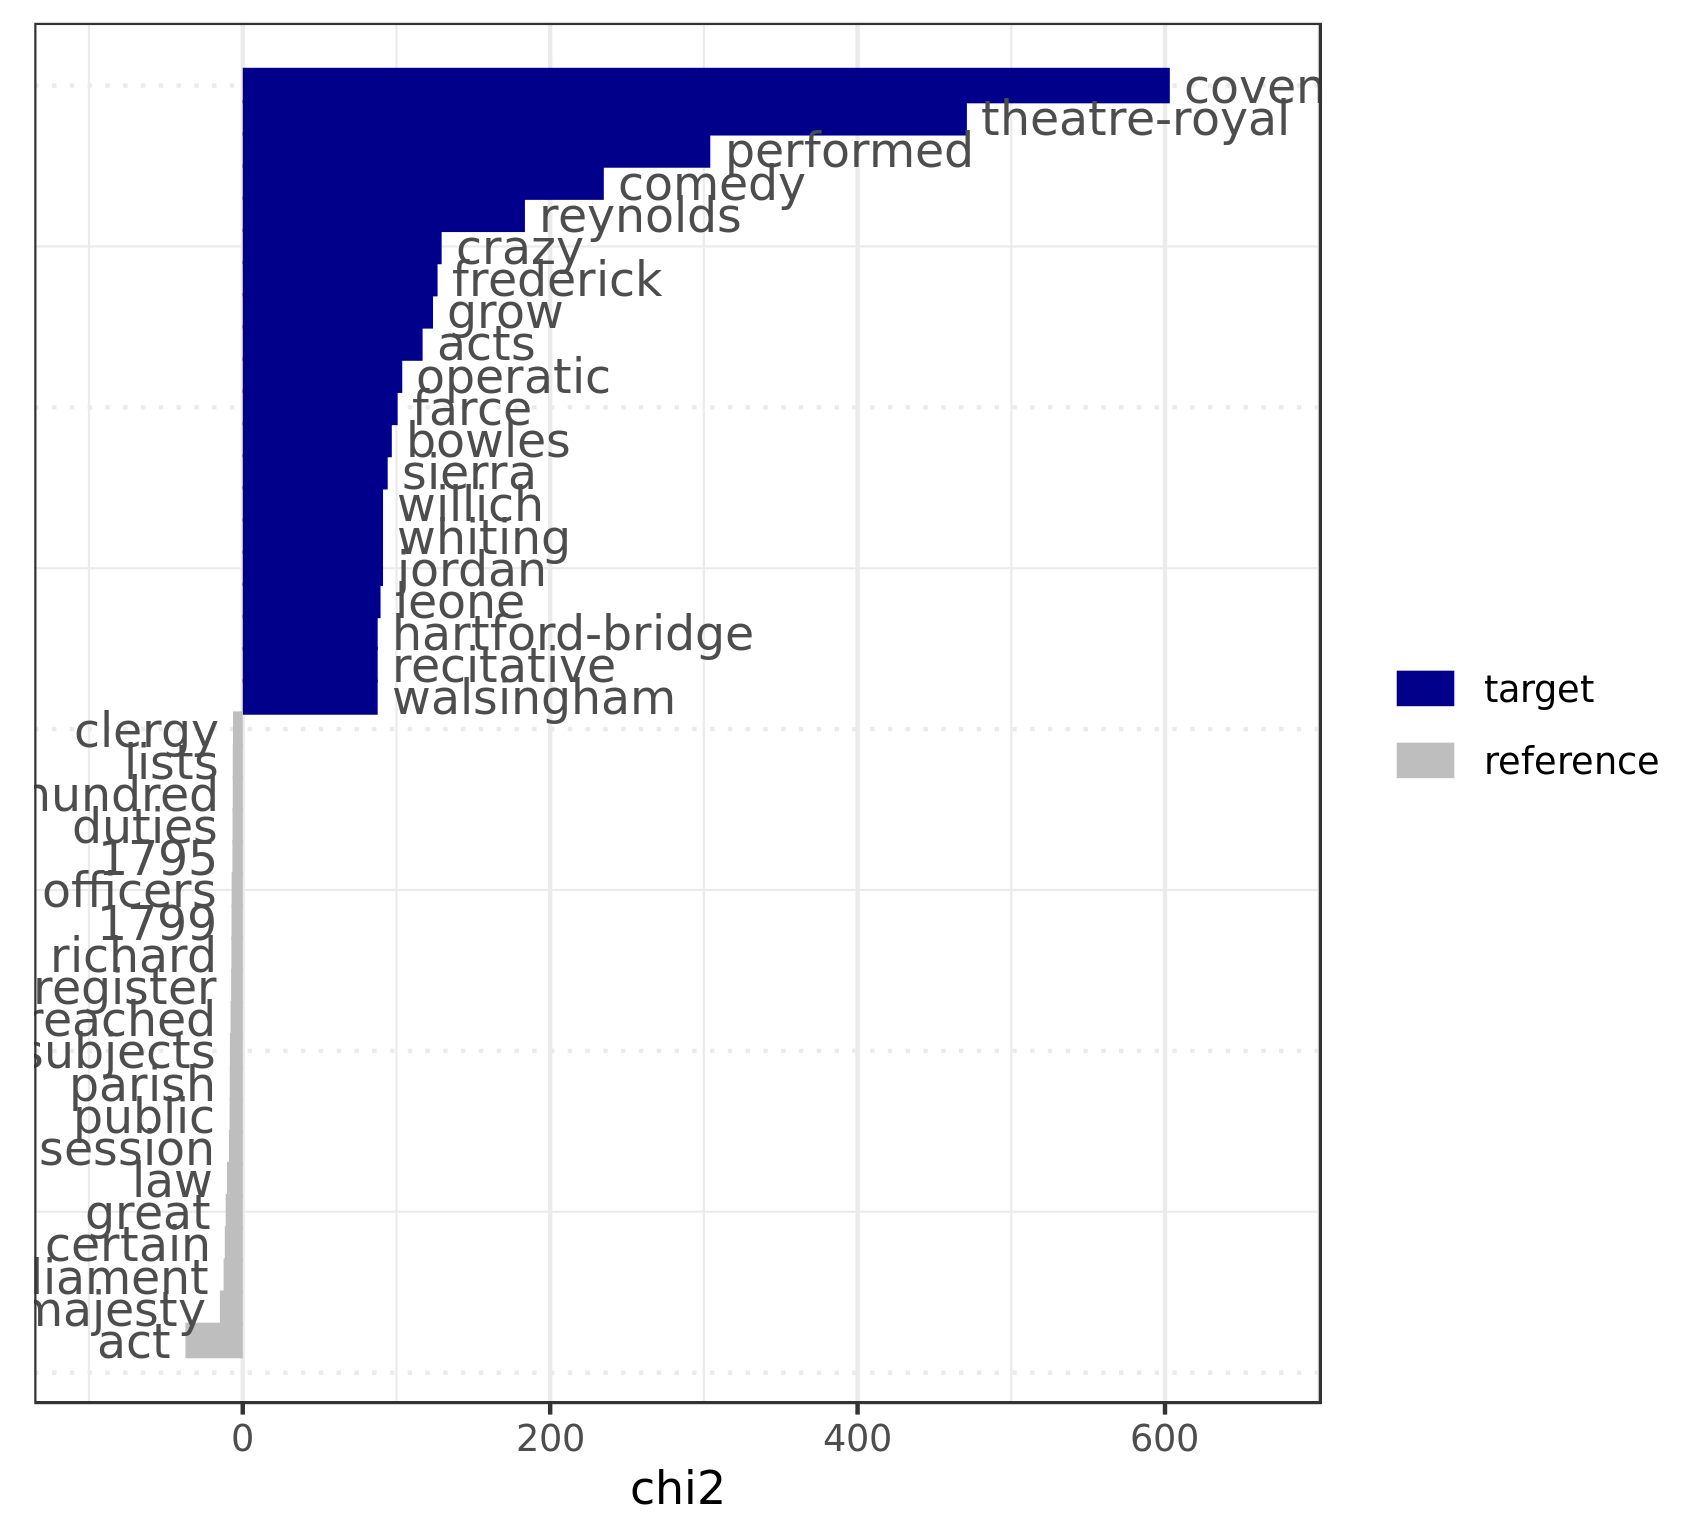 coven
theatre-royal
performed
comedy
reynolds
crazy
frederick
grow
acts
operatic
farce
bowles
sierra
willich
whiting
jordan
leone
hartford-bridge
recitative
walsingham
clergy
lists
hundred
duties
1795
officers
1799
richard
register
reached
subjects
parish
public
session
law
great
certain
liament
majesty
act
target
reference
0 200 400 600
chi2